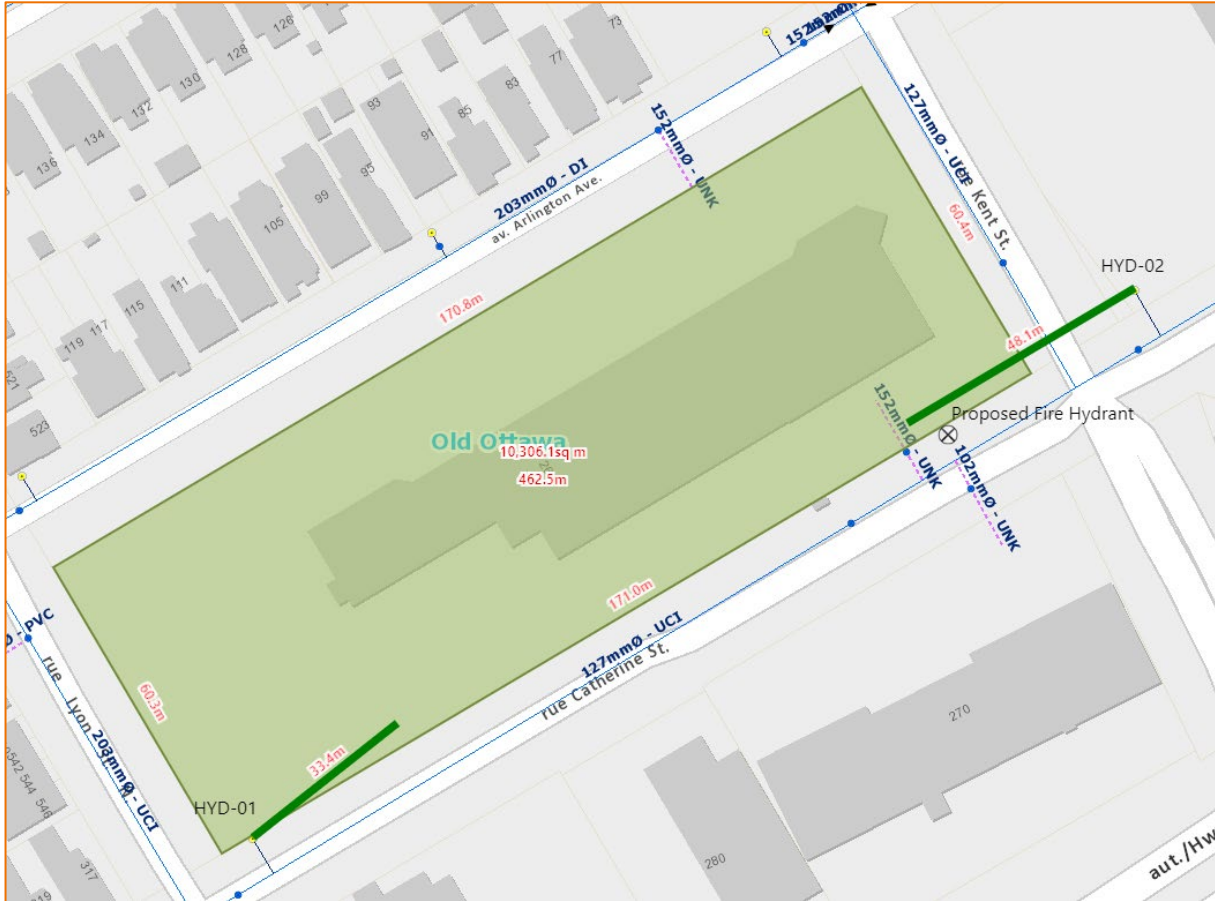 126
73
152mmØ
128
130
77
132
83
134
93
85
136
91
95
99
152mmØ - UNK
127mmØ - UCI
rue Kent St.
203mmØ - DI
av. Arlington Ave.
105
60.4m
111
HYD-02
115
170.8m
117
119
48.1m
521
152mmØ - UNK
Proposed Fire Hydrant
523
Old Ottawa
10,306.1sq m
462.5m
102mmØ - UNK
171.0m
127mmØ - UCI
rue Catherine St.
Ø - PVC
rue Lyon
60.3m
270
33.4m
203mmØ - UCI
542
544
546
HYD-01
317
319
280
aut./Hw